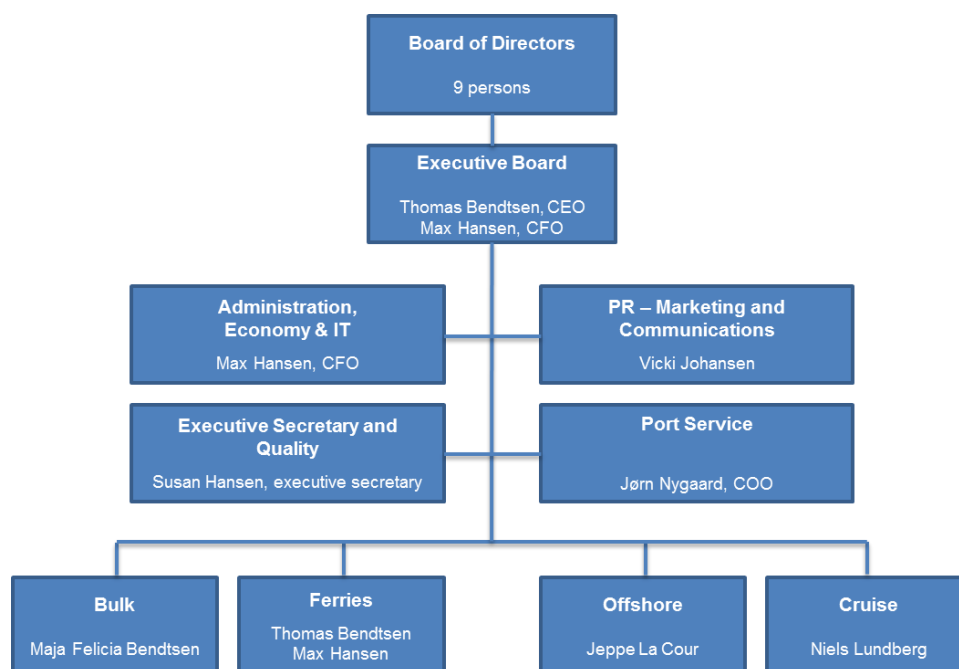 Board of Directors
9 persons
Executive Board
Thomas Bendtsen, CEO
Max Hansen, CFO
Administration,
Economy & IT
Max Hansen, CFO
PR – Marketing and
Communications
Vicki Johansen
Executive Secretary and
Quality
Susan Hansen, executive secretary
Port Service
Jørn Nygaard, COO
Bulk
Maja Felicia Bendtsen
Ferries
Thomas Bendtsen
Max Hansen
Offshore
Jeppe La Cour
Cruise
Niels Lundberg